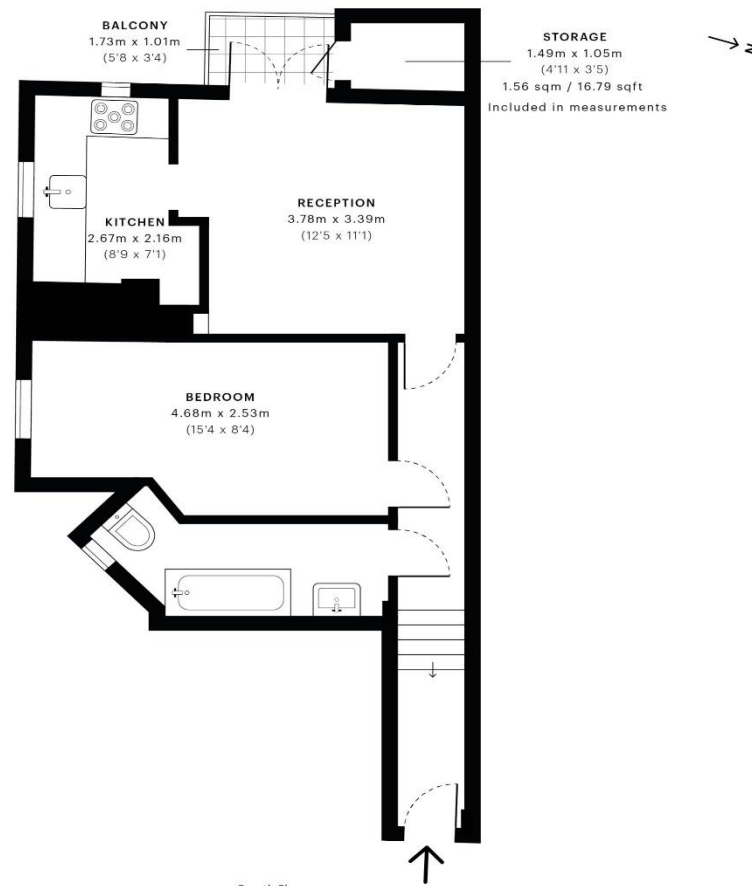 BALCONY
1.73m x 1.01m
(5'8 x 3'4)
STORAGE
1.49m x 1.05m
(4'11 x 3'5)
1.56 sqm / 16.79 sqft
Included in measurements
N
RECEPTION
3.78m x 3.39m
(12'5 x 11'1)
KITCHEN
2.67m x 2.16m
(8'9 x 7'1)
BEDROOM
4.68m x 2.53m
(15'4 x 8'4)